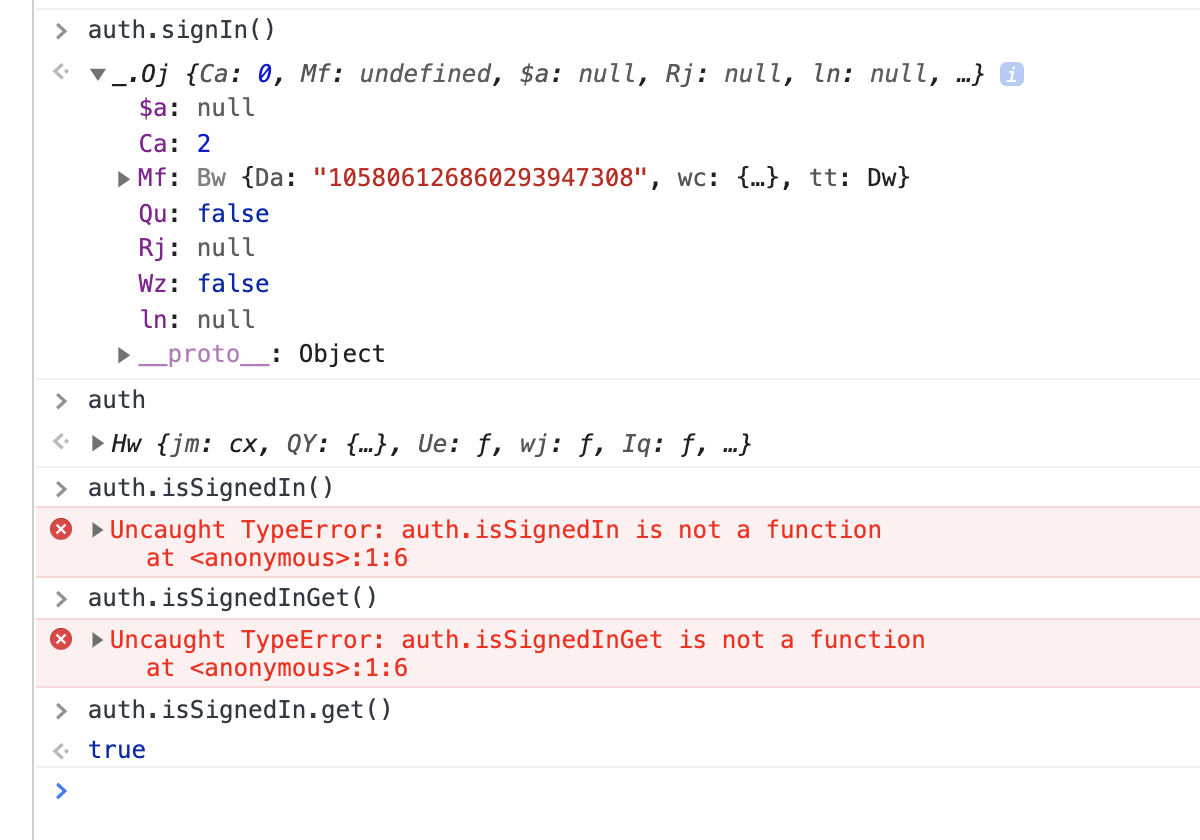 > auth.signIn()
<· ▼_.Oj {Ca: 0, Mf: undefined, $a: null, Rj: null, ln: null, …} i
$a: null
Ca: 2
▶Mf: Bw {Da: "105806126860293947308", wc: {…}, tt: Dw}
Qu: false
Rj: null
Wz: false
ln: null
▶__proto__: Object
> auth
<· ▶Hw {jm: cx, QY: {…}, Ue: ƒ, wj: ƒ, Iq: ƒ, …}
> auth.isSignedIn()
▶Uncaught TypeError: auth.isSignedIn is not a function
at <anonymous>:1:6
> auth.isSignedInGet()
▶Uncaught TypeError: auth.isSignedInGet is not a function
at <anonymous>:1:6
> auth.isSignedIn.get()
<· true
>